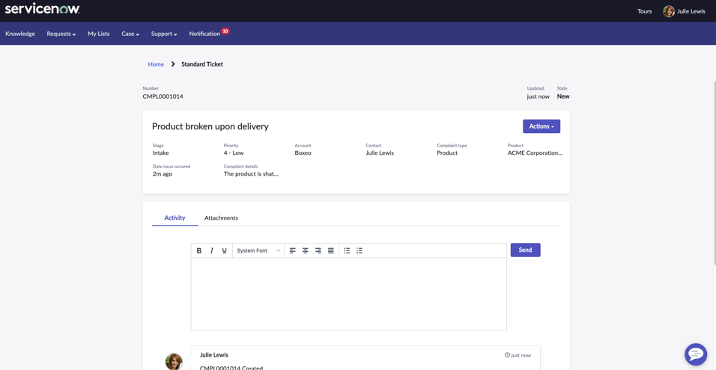 servicenow
Tours Julie Lewis
Knowledge Requests My Lists Case Support Notification 10
Home Standard Ticket
Number Updated State
CMPL0001014 just now New
Product broken upon delivery Actions
Stage Priority Account Contact Complaint type Product
Intake 4 - Low Boxeo Julie Lewis Product ACME Corporation...
Date issue occured Complaint details
2m ago The product is shat...
Activity Attachments
B I U System Font Send
Julie Lewis just now
CMPL0001014 Created